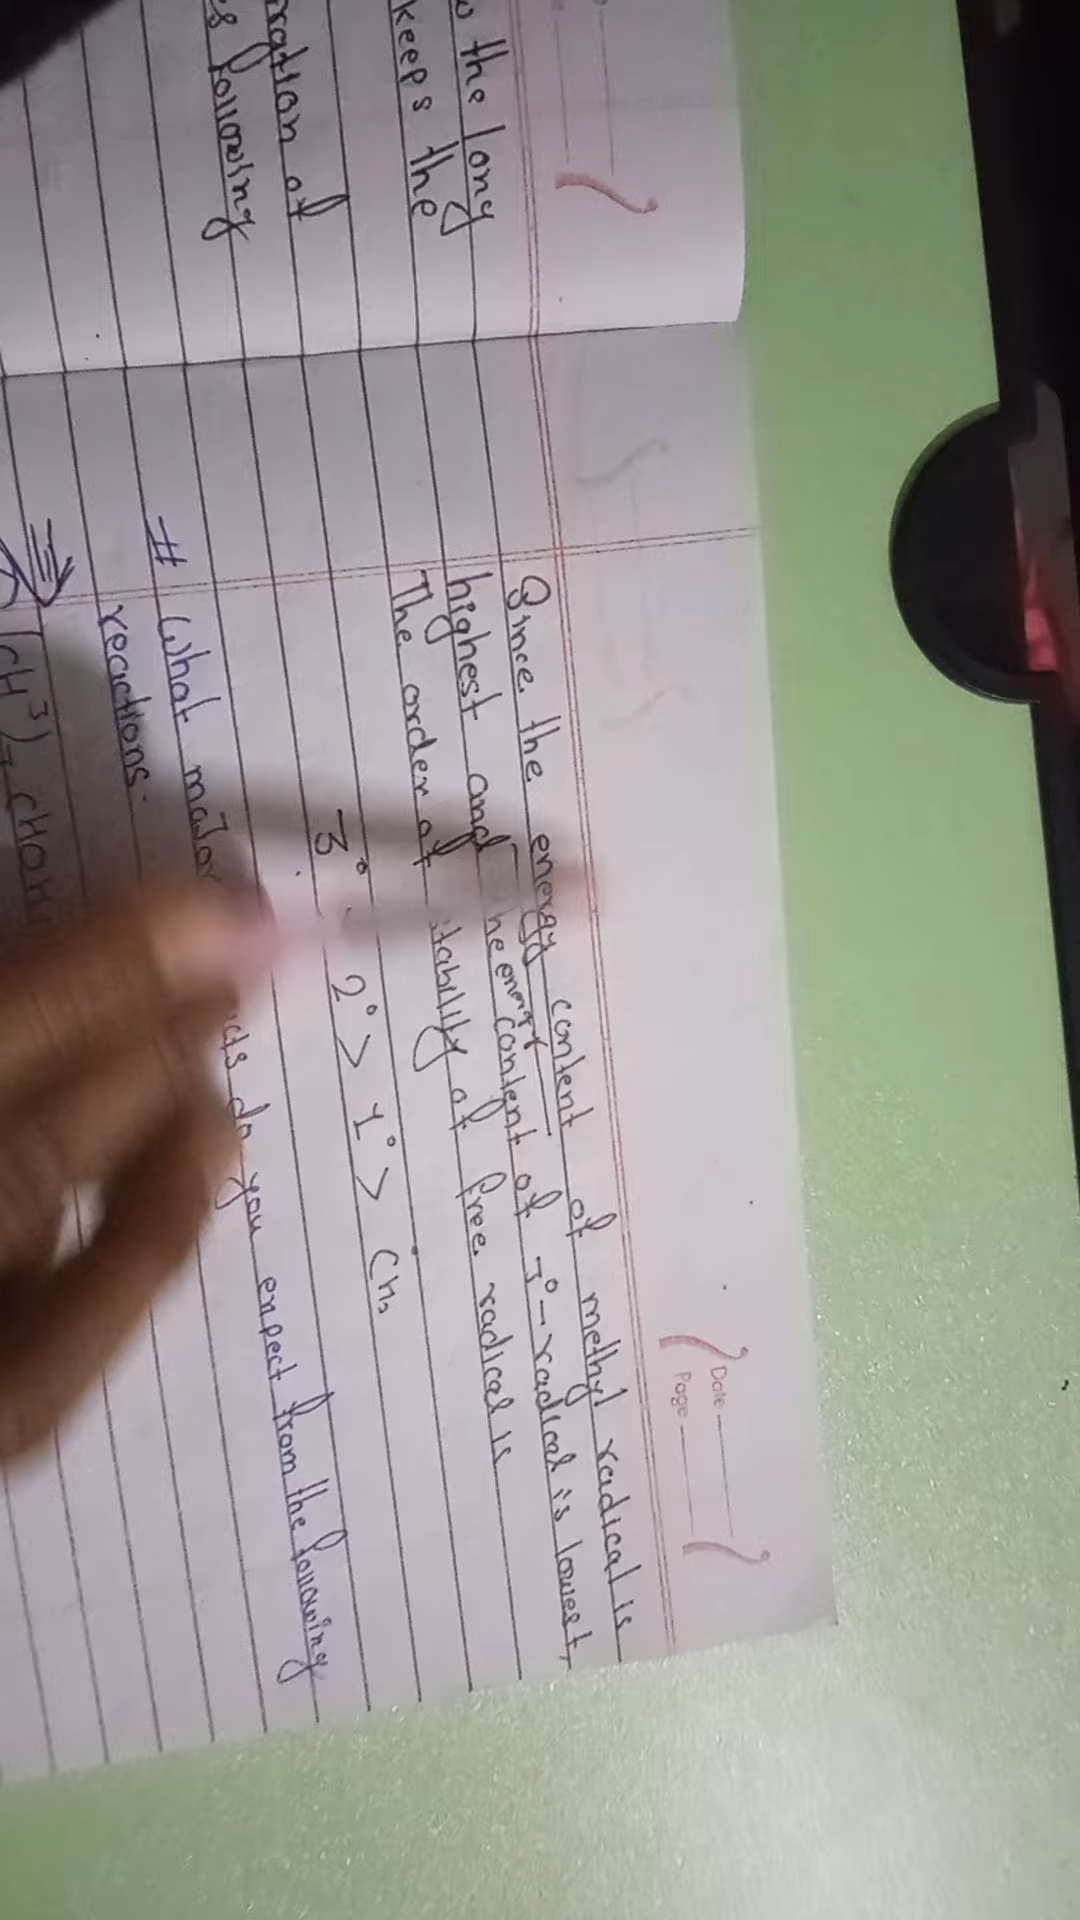 the long
keeps the
of
following
Date
Page
Since the energy content of methyl radical is
highest and the energy content of 3°-radical is lowest,
The order of stability of free radical is
3° 2° > 1° > CH3
# What major do you expect from the following
reactions.